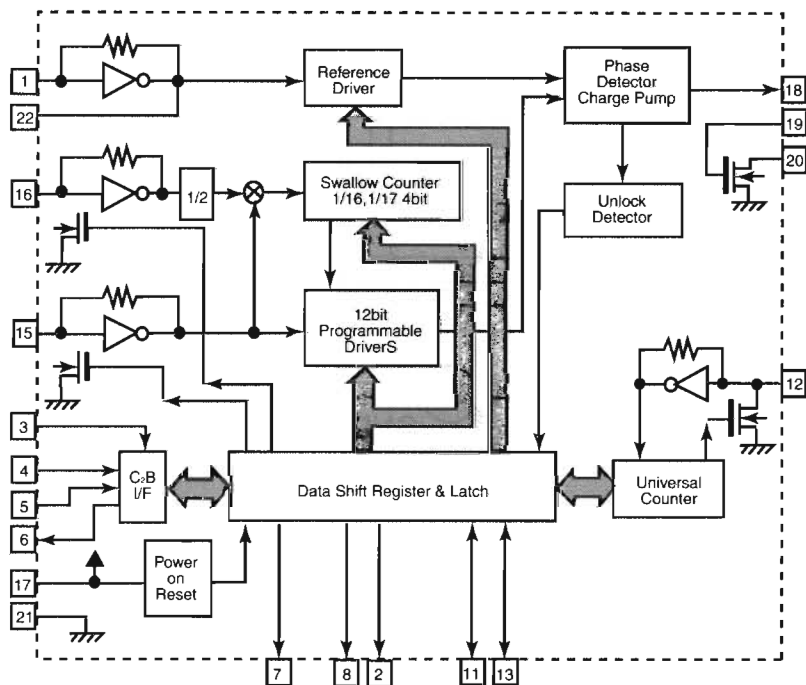 1
Reference
Driver
Phase
Detector
Charge Pump
18
22
19
16
1/2
Swallow Counter
1/16,1/17 4bit
20
Unlock
Detector
15
12bit
Programmable
DriverS
12
3
4
C₂B
I/F
Data Shift Register & Latch
Universal
Counter
5
6
17
Power
on
Reset
21
7
8
2
11
13